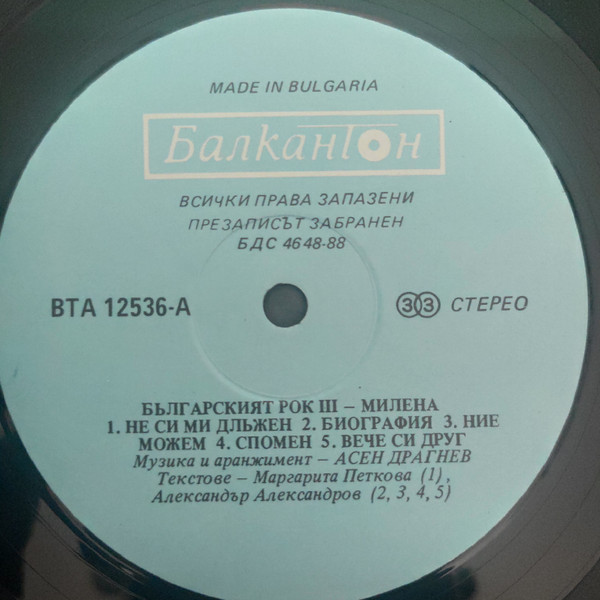 MADE IN BULGARIA
Балкантон
ВСИЧКИ ПРАВА ЗАПАЗЕНИ
ПРЕЗАПИСЪТ ЗАБРАНЕН
БДС 4648-88
ВТА 12536-А
33 СТЕРЕО
БЪЛГАРСКИЯТ РОК III – МИЛЕНА
1. НЕ СИ МИ ДЛЪЖЕН 2. БИОГРАФИЯ 3. НИЕ
МОЖЕМ 4. СПОМЕН 5. ВЕЧЕ СИ ДРУГ
Музика и аранжимент – АСЕН ДРАГНЕВ
Текстове – Маргарита Петкова (1) ,
Александър Александров (2, 3, 4, 5)